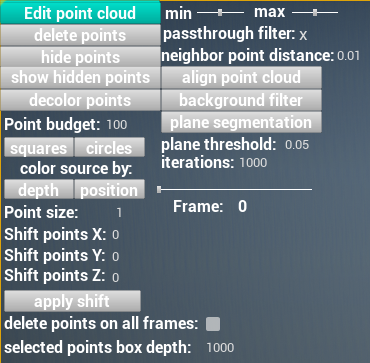 Edit point cloud min max
delete points passthrough filter: x
hide points neighbor point distance: 0.01
show hidden points align point cloud
decolor points background filter
Point budget: 100 plane segmentation
squares circles plane threshold: 0.05
color source by: iterations: 1000
depth position
Point size: 1 Frame: 0
Shift points X: 0
Shift points Y: 0
Shift points Z: 0
apply shift
delete points on all frames:
selected points box depth: 1000